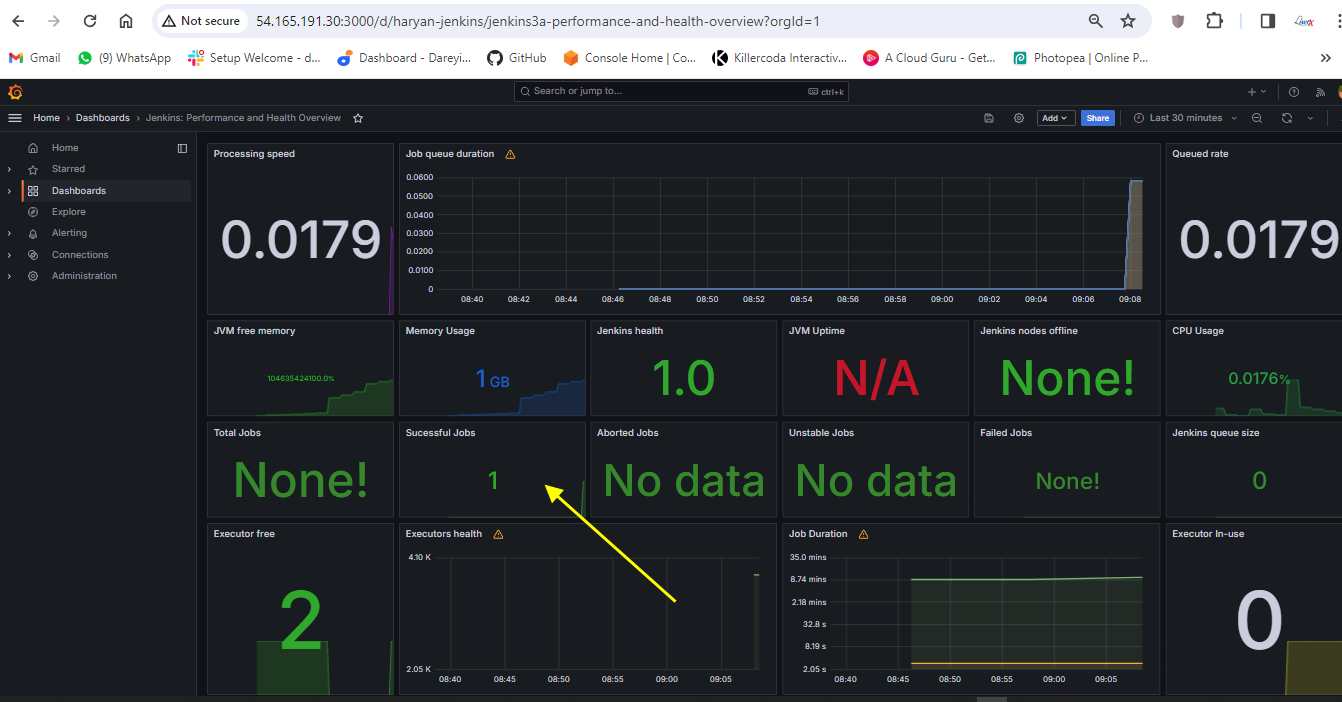 Not secure
54.165.191.30:3000/d/haryan-jenkins/jenkins3a-performance-and-health-overview?orgId=1
Gmail
(9) WhatsApp
Setup Welcome - d...
Dashboard - Dareyi...
GitHub
Console Home | Co...
Killercoda Interactiv...
A Cloud Guru - Get...
Photopea | Online P...
Search or jump to...
ctrl+k
Home
Dashboards
Jenkins: Performance and Health Overview
Add
Share
Last 30 minutes
Home
Starred
Dashboards
Explore
Alerting
Connections
Administration
Processing speed
0.0179
Job queue duration
0.0600
0.0500
0.0400
0.0300
0.0200
0.0100
0
08:40 08:42 08:44 08:46 08:48 08:50 08:52 08:54 08:56 08:58 09:00 09:02 09:04 09:06 09:08
Queued rate
0.0179
JVM free memory
104635424100.0%
Memory Usage
1 GB
Jenkins health
1.0
JVM Uptime
N/A
Jenkins nodes offline
None!
CPU Usage
0.0176%
Total Jobs
None!
Sucessful Jobs
1
Aborted Jobs
No data
Unstable Jobs
No data
Failed Jobs
None!
Jenkins queue size
0
Executor free
2
Executors health
4.10 K
2.05 K
08:40 08:45 08:50 08:55 09:00 09:05
Job Duration
35.0 mins
8.74 mins
2.18 mins
32.8 s
8.19 s
2.05 s
08:40 08:45 08:50 08:55 09:00 09:05
Executor In-use
0